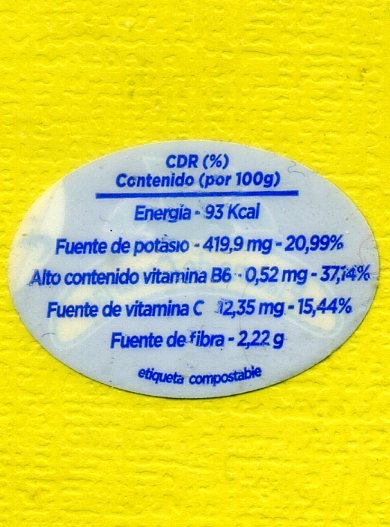 CDR (%)
Contenido (por 100g)
Energía - 93 Kcal
Fuente de potasio - 419,9 mg - 20,99%
Alto contenido vitamina B6 - 0,52 mg - 37,14%
Fuente de vitamina C 12,35 mg - 15,44%
Fuente de fibra - 2,22 g
etiqueta compostable